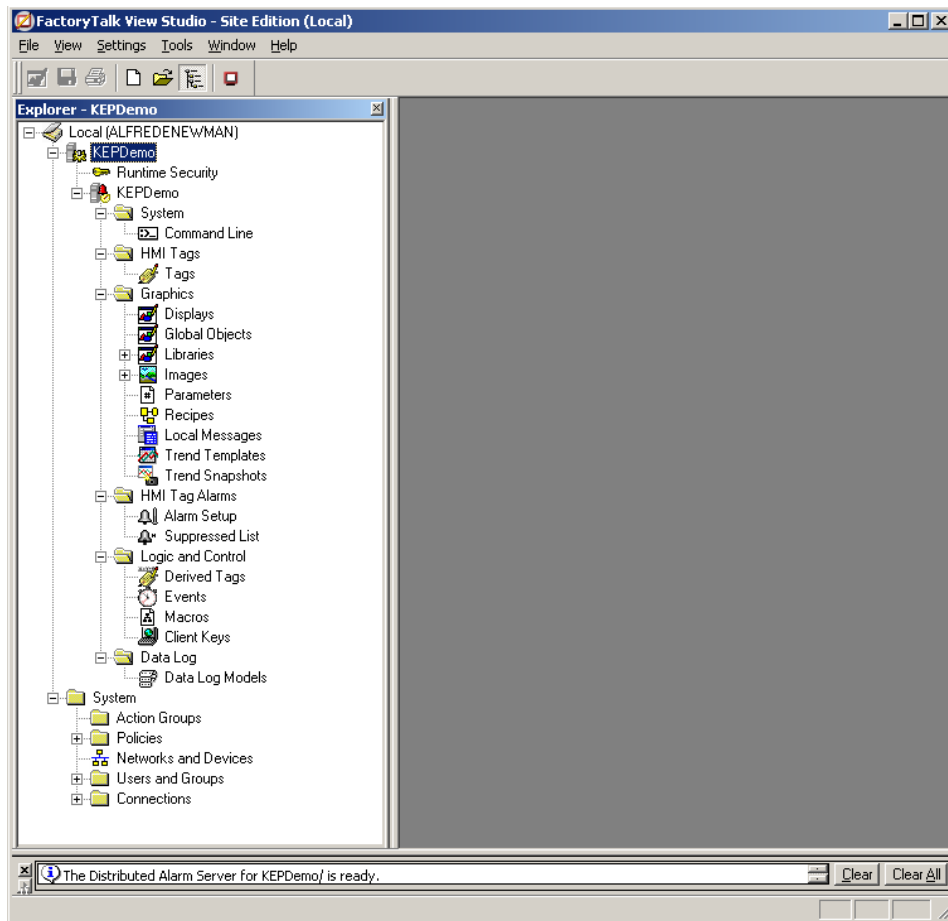 FactoryTalk View Studio - Site Edition (Local)
File View Settings Tools Window Help
Explorer - KEPDemo
Local (ALFREDENEWMAN)
KEPDemo
Runtime Security
KEPDemo
System
Command Line
HMI Tags
Tags
Graphics
Displays
Global Objects
Libraries
Images
Parameters
Recipes
Local Messages
Trend Templates
Trend Snapshots
HMI Tag Alarms
Alarm Setup
Suppressed List
Logic and Control
Derived Tags
Events
Macros
Client Keys
Data Log
Data Log Models
System
Action Groups
Policies
Networks and Devices
Users and Groups
Connections
The Distributed Alarm Server for KEPDemo/ is ready. Clear Clear All